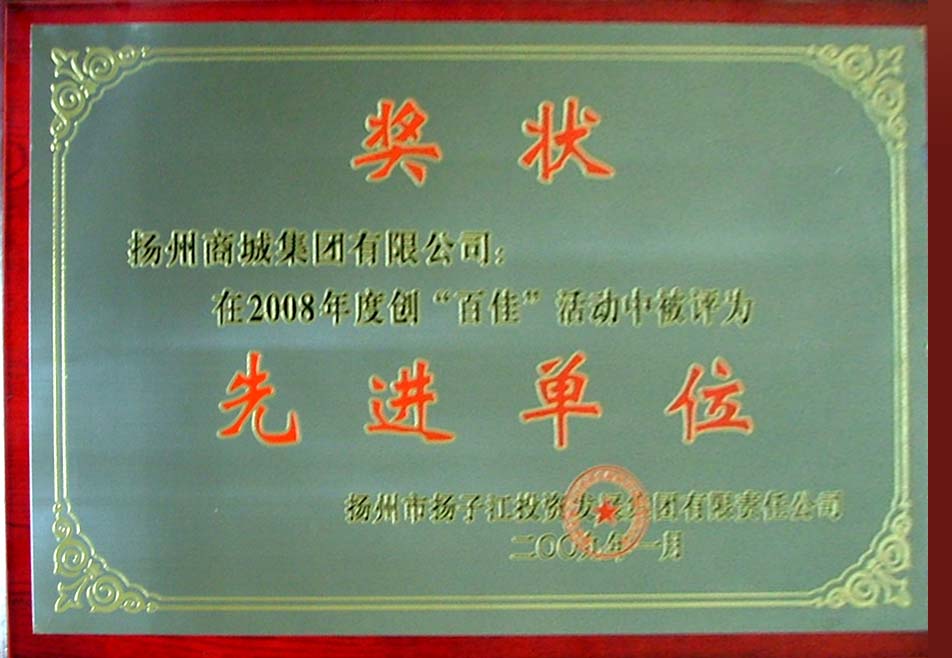 奖状
扬州商城集团有限公司：
在2008年度创“百佳”活动中被评为
先进单位
扬州市扬子江投资发展集团有限责任公司
二〇〇九年一月